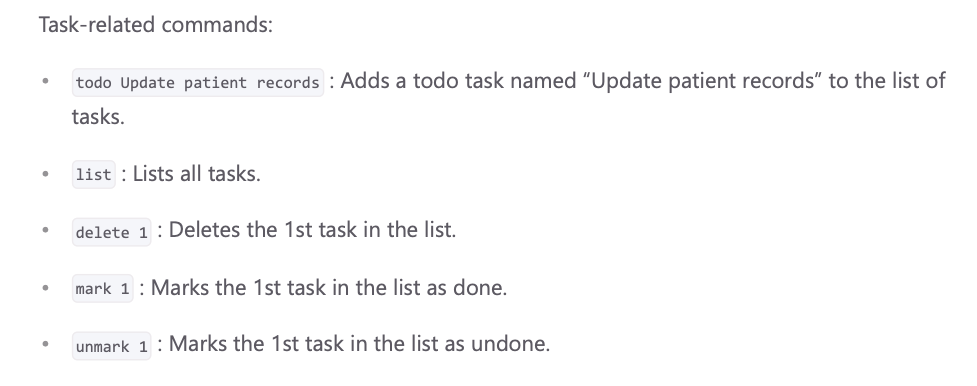 Task-related commands:
• todo Update patient records : Adds a todo task named “Update patient records” to the list of
tasks.
• list : Lists all tasks.
• delete 1 : Deletes the 1st task in the list.
• mark 1 : Marks the 1st task in the list as done.
• unmark 1 : Marks the 1st task in the list as undone.